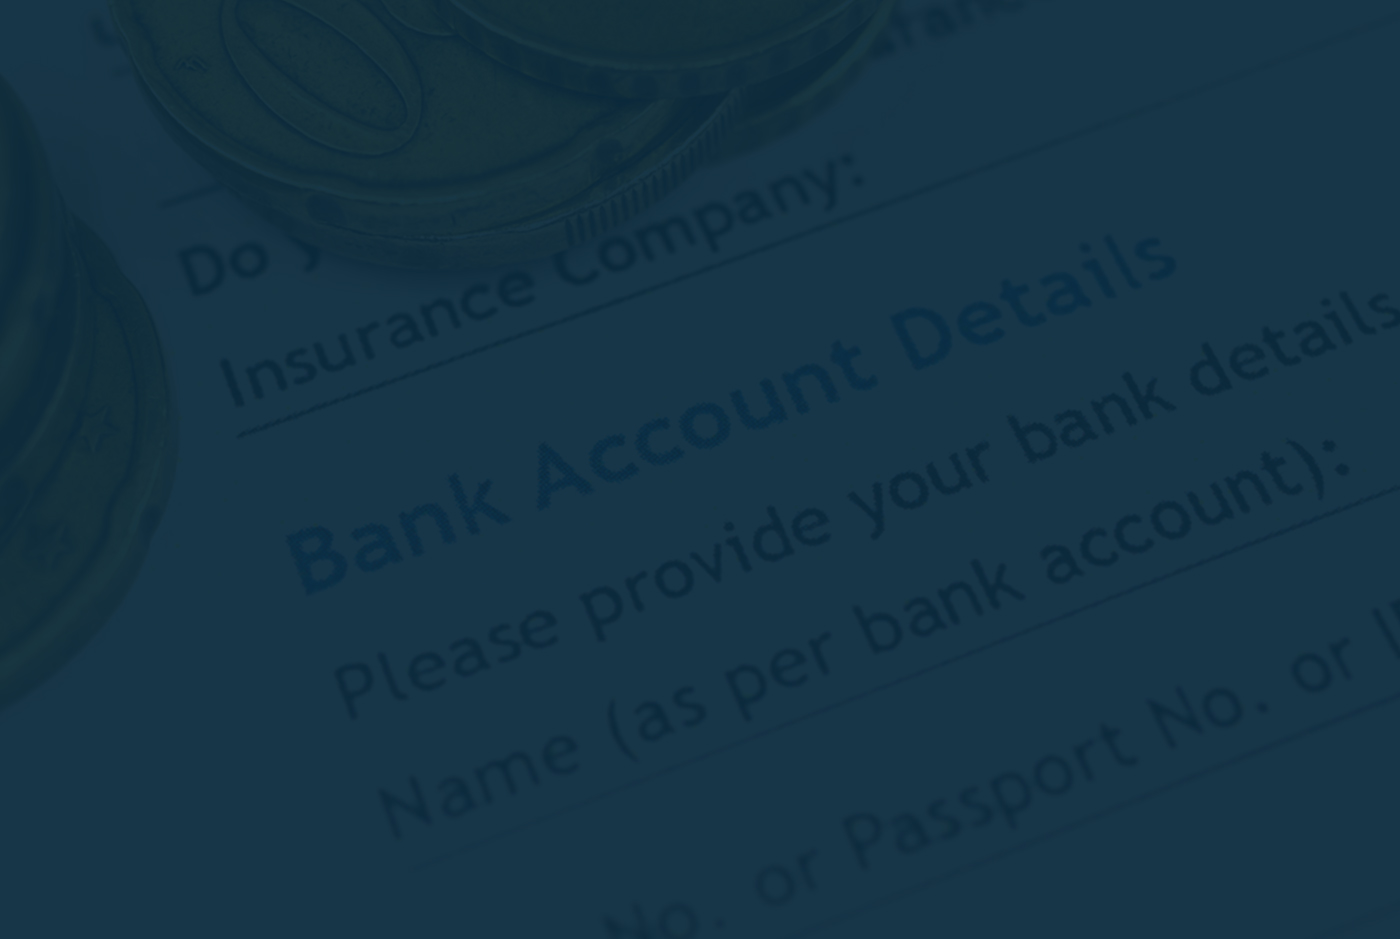 Do y
Insurance Company:
Bank Account Details
Please provide your bank details
Name (as per bank account):
No. or Passport No. or I